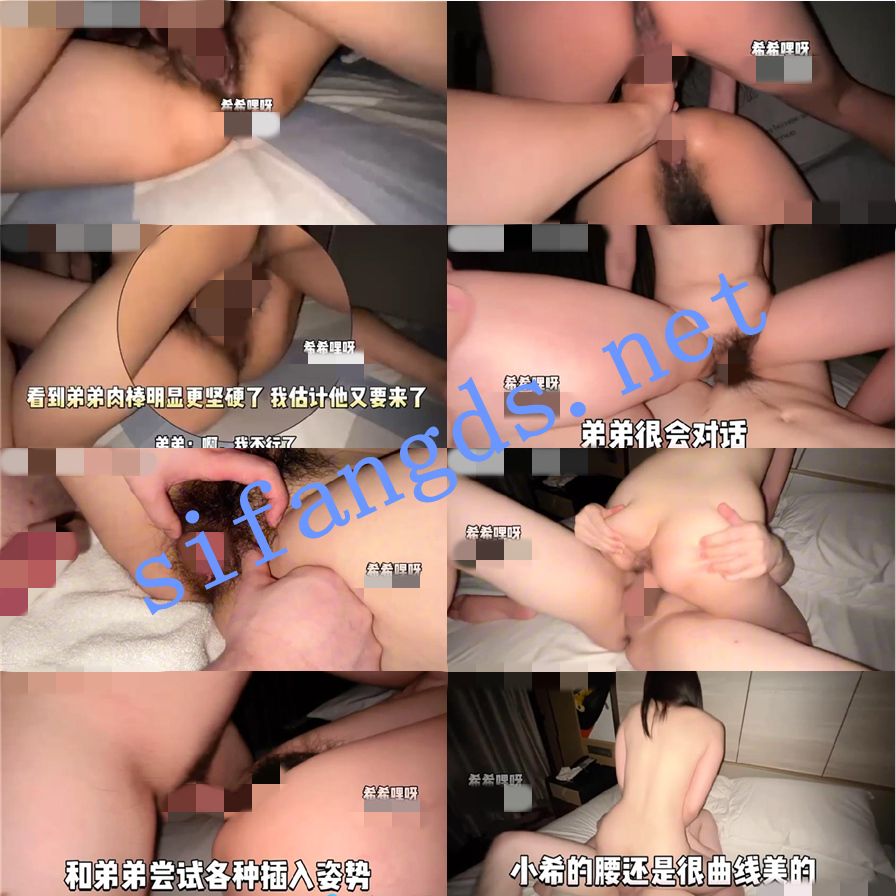 希希哩呀
希希哩呀
希希哩呀
看到弟弟肉棒明显更坚硬了 我估计他又要来了
弟弟：啊 我不行了
希希哩呀
弟弟很会对话
sifangds.net
希希哩呀
希希哩呀
希希哩呀
和弟弟尝试各种插入姿势
希希哩呀
小希的腰还是很曲线美的